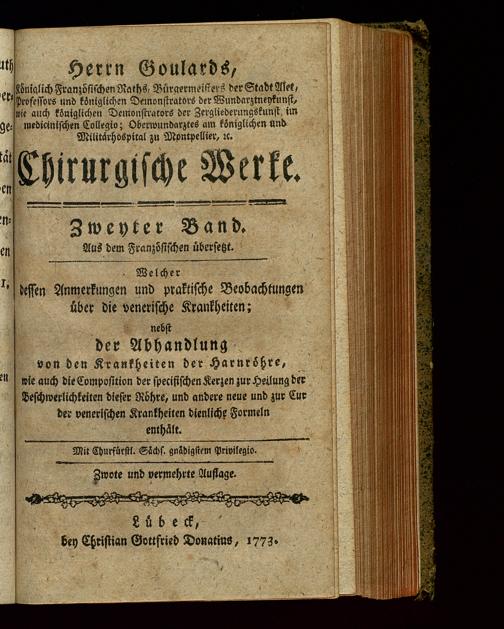 Herrn Goulards,
Königlich Französischen Raths, Bürgermeisters der Stadt Alet,
Professors und königlichen Demonstrators der Wundarztneykunst,
wie auch königlichen Demonstrators der Zergliederungskunst, im
medicinischen Collegio; Oberwundarztes am königlichen und
Militärhospital zu Montpellier, ꝛc.
Chirurgische Werke.
Zweyter Band.
Aus dem Französischen übersetzt.
Welcher
dessen Anmerkungen und praktische Beobachtungen
über die venerische Krankheiten;
nebst
der Abhandlung
von den Krankheiten der Harnröhre,
wie auch die Composition der specifischen Kerzen zur Heilung der
Beschwerlichkeiten dieser Röhre, und andere neue und zur Cur
der venerischen Krankheiten dienliche Formeln
enthält.
Mit Churfürstl. Sächs. gnädigstem Privilegio.
Zwote und vermehrte Auflage.
Lübeck,
bey Christian Gottfried Donatius, 1773.